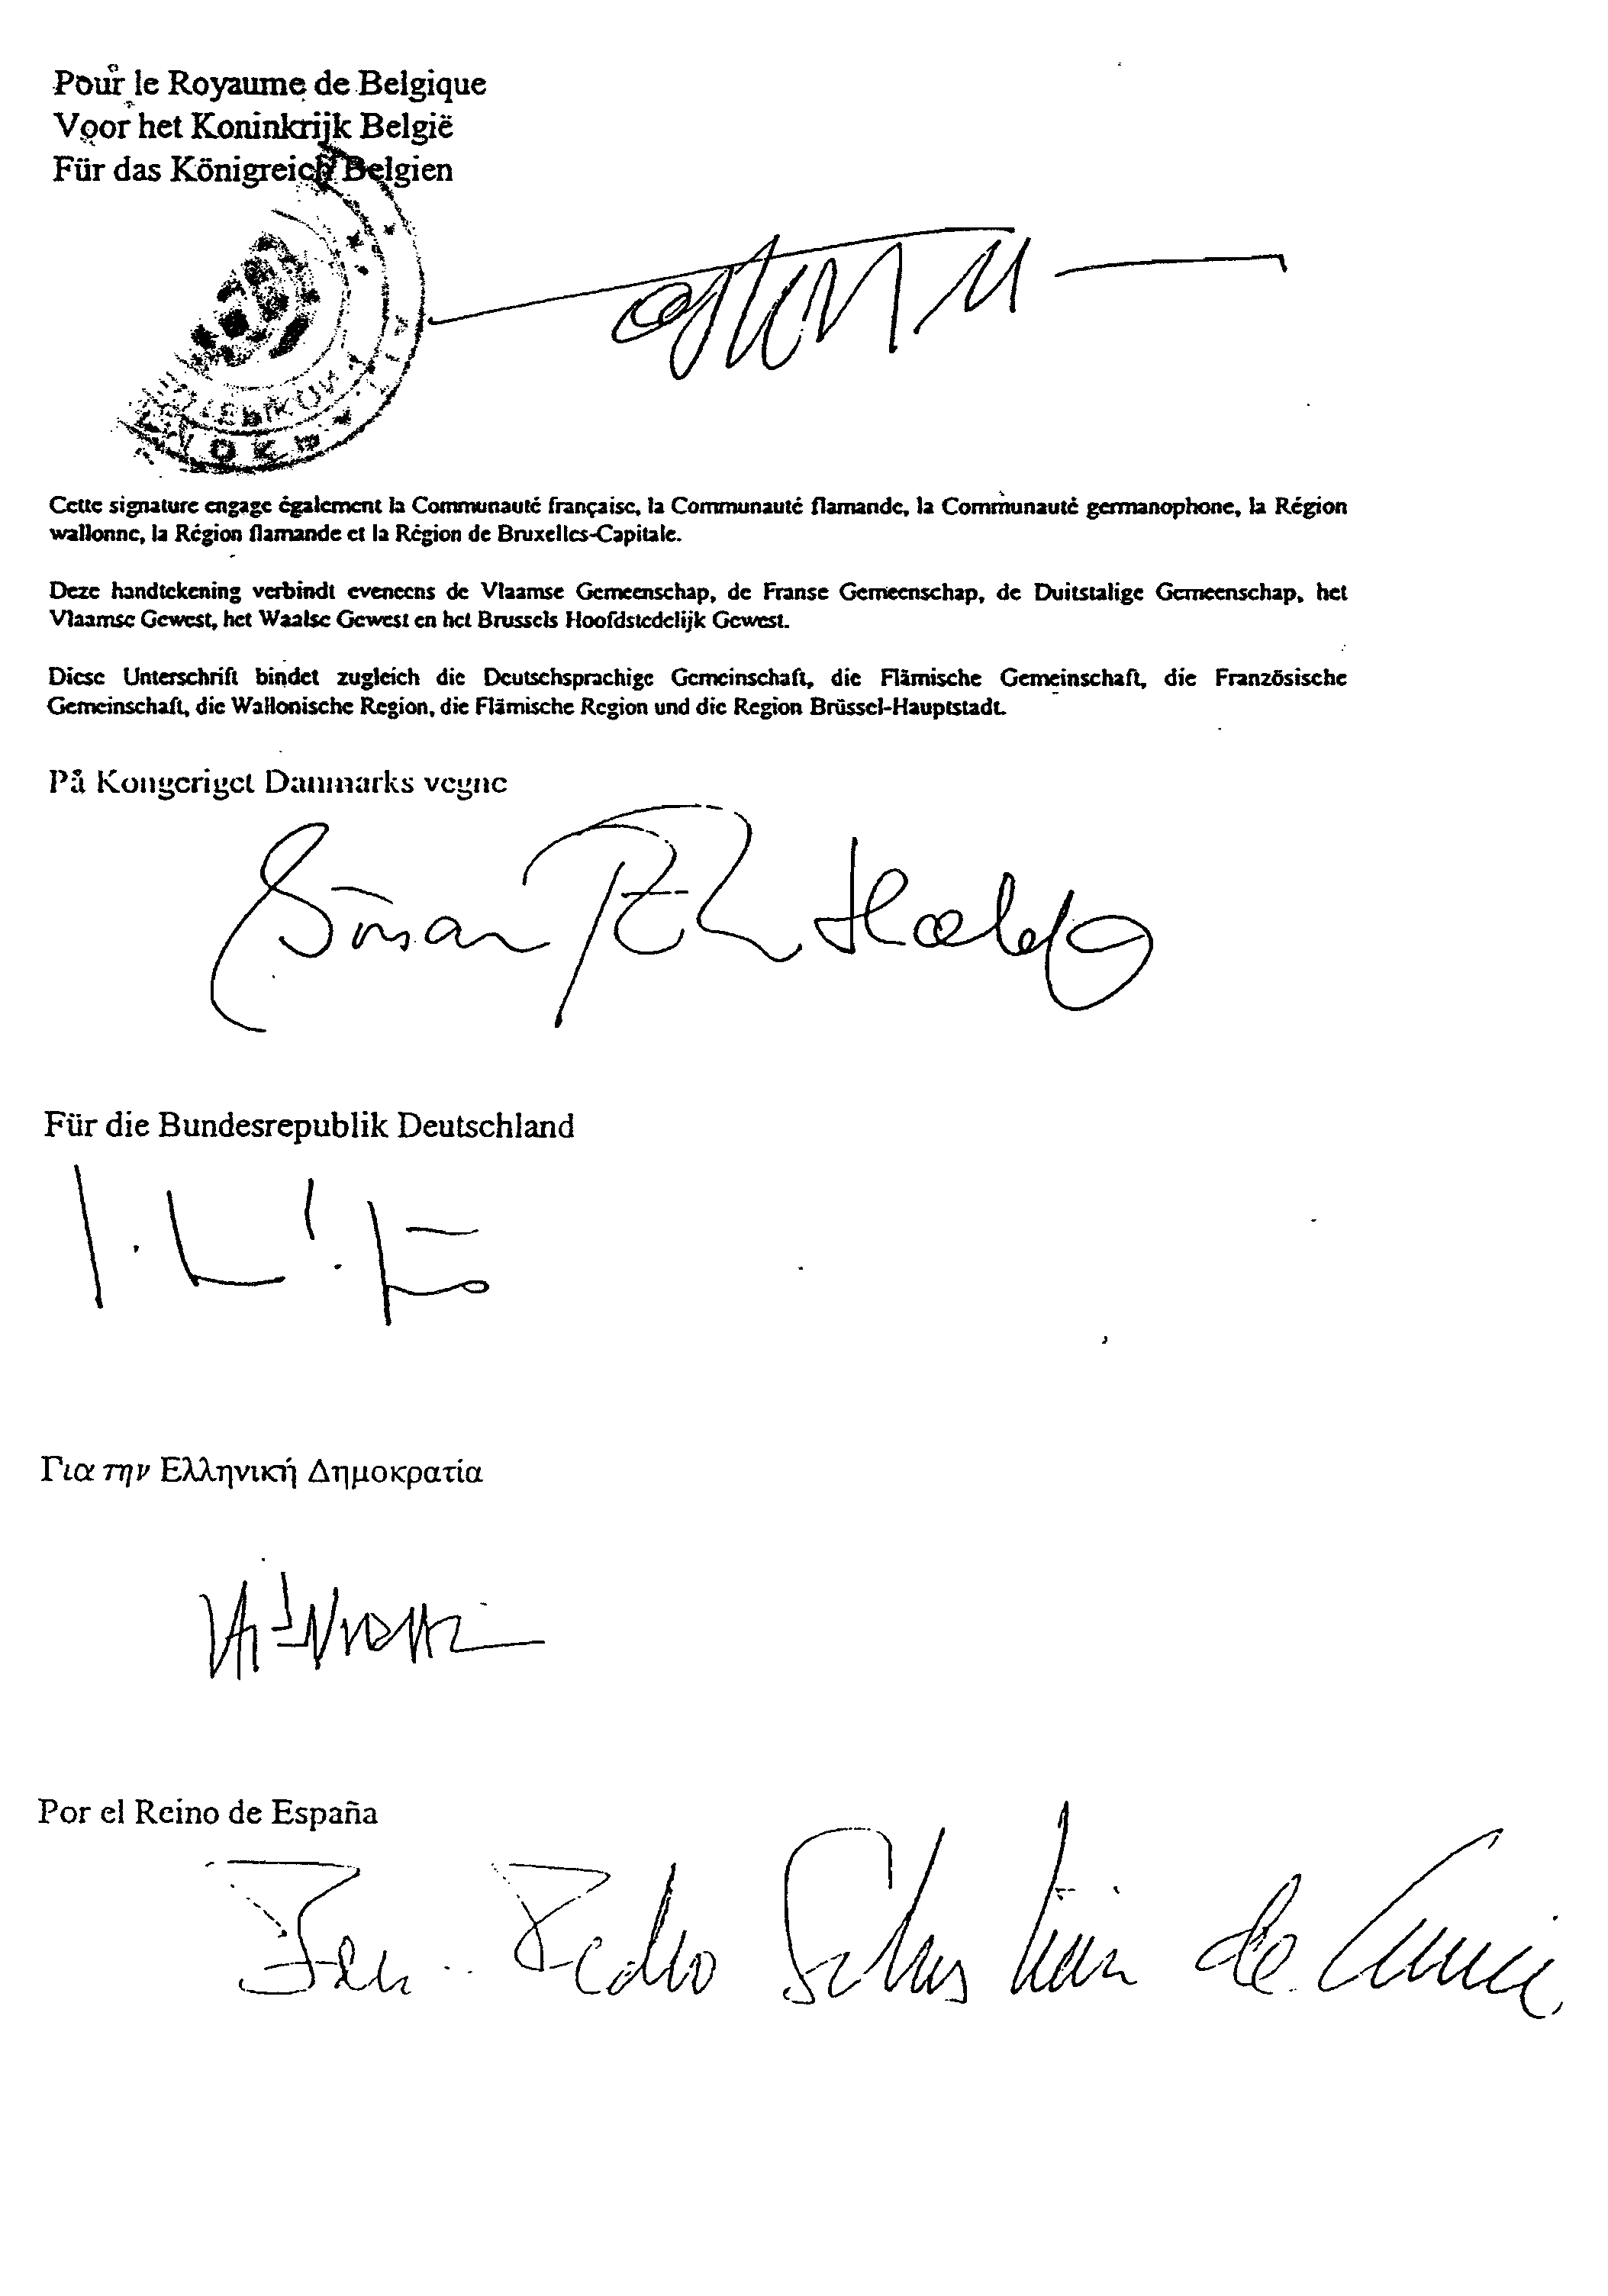 Pour le Royaume de Belgique
Voor het Koninkrijk België
Für das Königreich Belgien
Cette signature engage également la Communauté française, la Communauté flamande, la Communauté germanophone, la Région
wallonne, la Région flamande et la Région de Bruxelles-Capitale.
Deze handtekening verbindt eveneens de Vlaamse Gemeenschap, de Franse Gemeenschap, de Duitstalige Gemeenschap, het
Vlaamse Gewest, het Waalse Gewest en het Brussels Hoofdstedelijk Gewest.
Diese Unterschrift bindet zugleich die Deutschsprachige Gemeinschaft, die Flämische Gemeinschaft, die Französische
Gemeinschaft, die Wallonische Region, die Flämische Region und die Region Brüssel-Hauptstadt.
På Kongeriget Danmarks vegne
Für die Bundesrepublik Deutschland
Για την Ελληνική Δημοκρατία
Por el Reino de España
Pedro Sebastián de